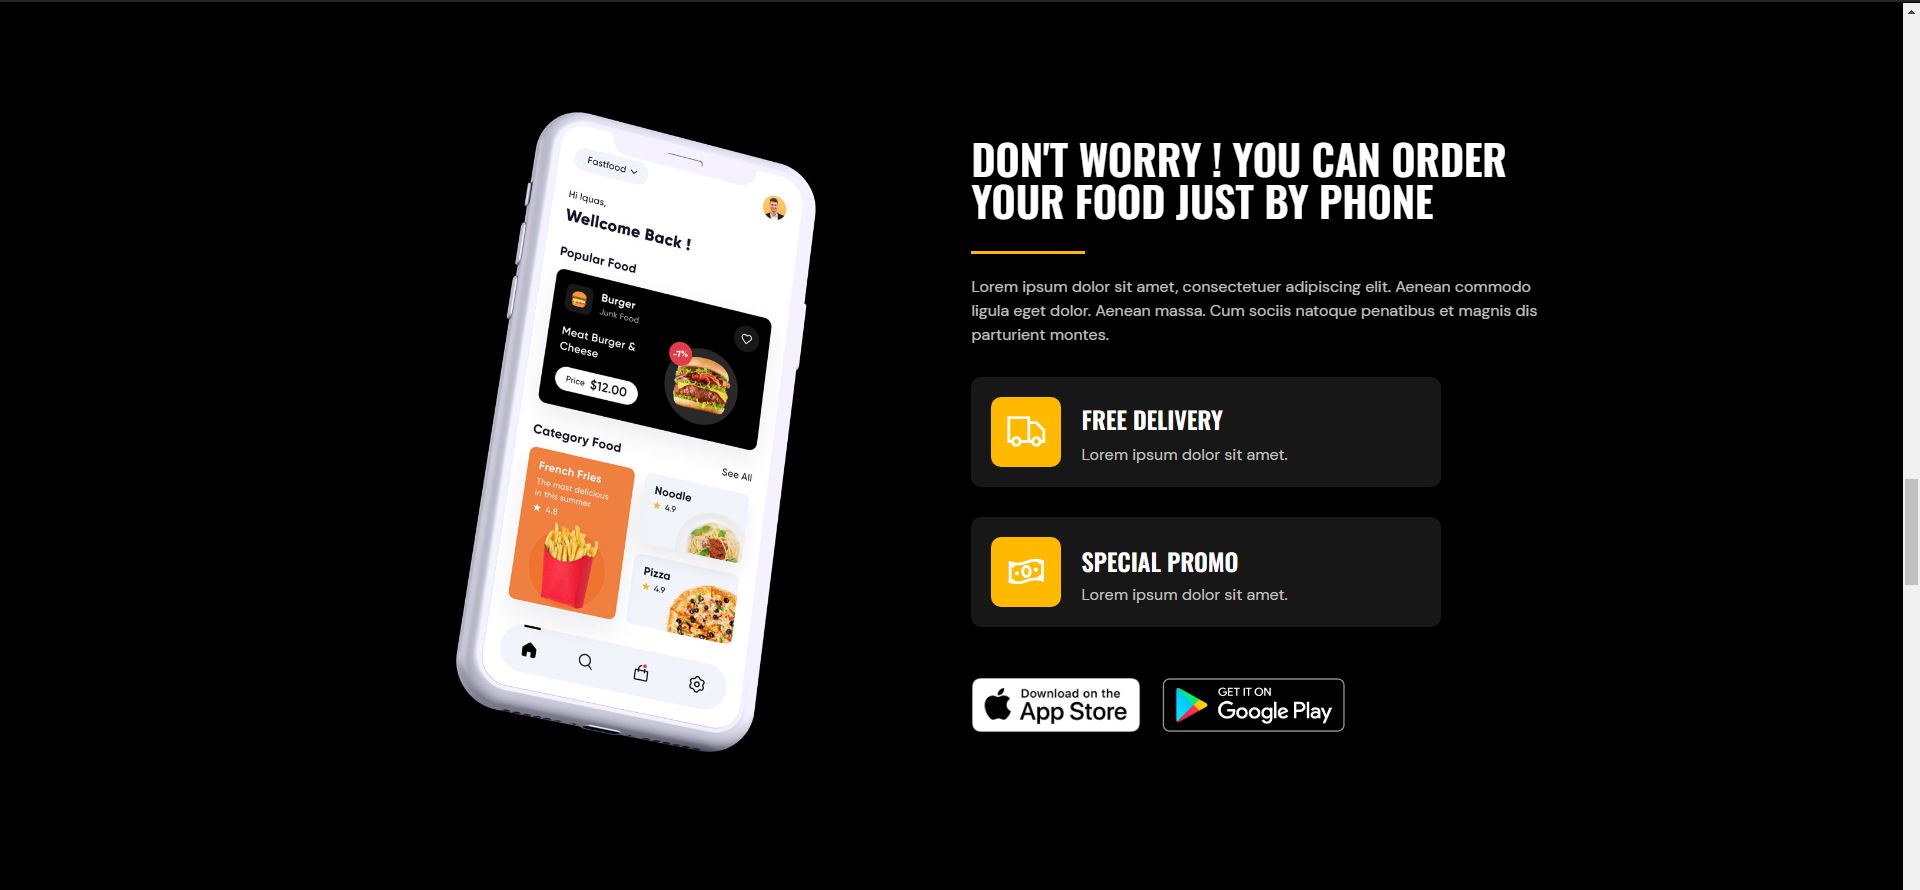 Fastfood
Hi Iquas,
Wellcome Back !
Popular Food
Burger
Junk Food
Meat Burger &
Cheese
-7%
Price $12.00
Category Food
See All
French Fries
The most delicious
in this summer
4.8
Noodle
4.9
Pizza
4.9
DON'T WORRY ! YOU CAN ORDER
YOUR FOOD JUST BY PHONE
Lorem ipsum dolor sit amet, consectetuer adipiscing elit. Aenean commodo
ligula eget dolor. Aenean massa. Cum sociis natoque penatibus et magnis dis
parturient montes.
FREE DELIVERY
Lorem ipsum dolor sit amet.
SPECIAL PROMO
Lorem ipsum dolor sit amet.
Download on the
App Store
GET IT ON
Google Play